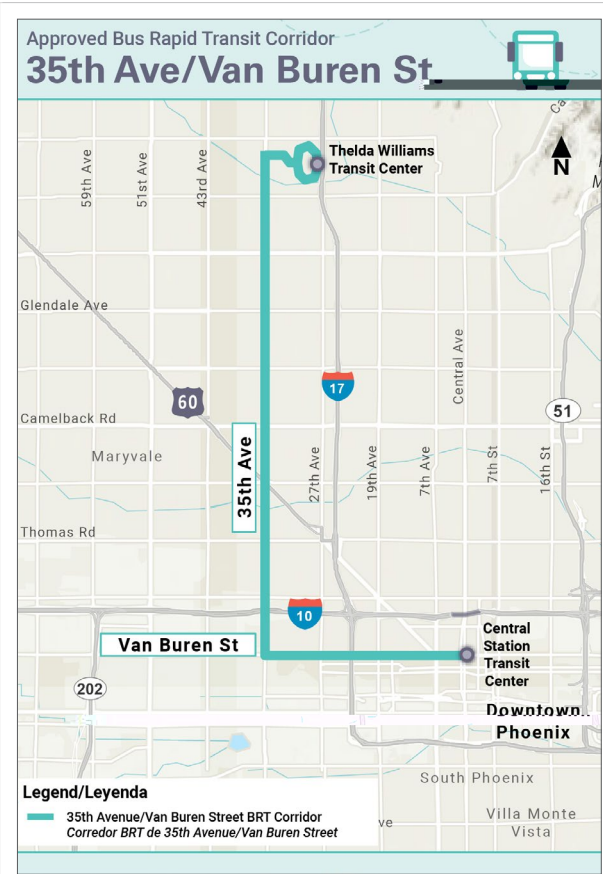 Approved Bus Rapid Transit Corridor
35th Ave/Van Buren St
Ca
N
M
Thelda Williams
Transit Center
59th Ave
51st Ave
43rd Ave
Glendale Ave
Central Ave
17
60
51
Camelback Rd
Maryvale
35th Ave
27th Ave
19th Ave
7th Ave
7th St
16th St
Thomas Rd
10
Van Buren St
Central
Station
Transit
Center
202
Downtown
Phoenix
South Phoenix
Legend/Leyenda
35th Avenue/Van Buren Street BRT Corridor
Corredor BRT de 35th Avenue/Van Buren Street
ve
Villa Monte
Vista